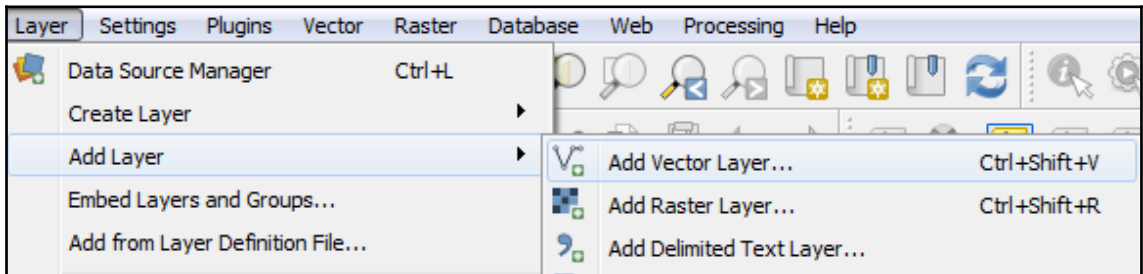 Layer Settings Plugins Vector Raster Database Web Processing Help
Data Source Manager Ctrl+L
Create Layer
Add Layer
Add Vector Layer... Ctrl+Shift+V
Embed Layers and Groups...
Add Raster Layer... Ctrl+Shift+R
Add from Layer Definition File...
Add Delimited Text Layer...